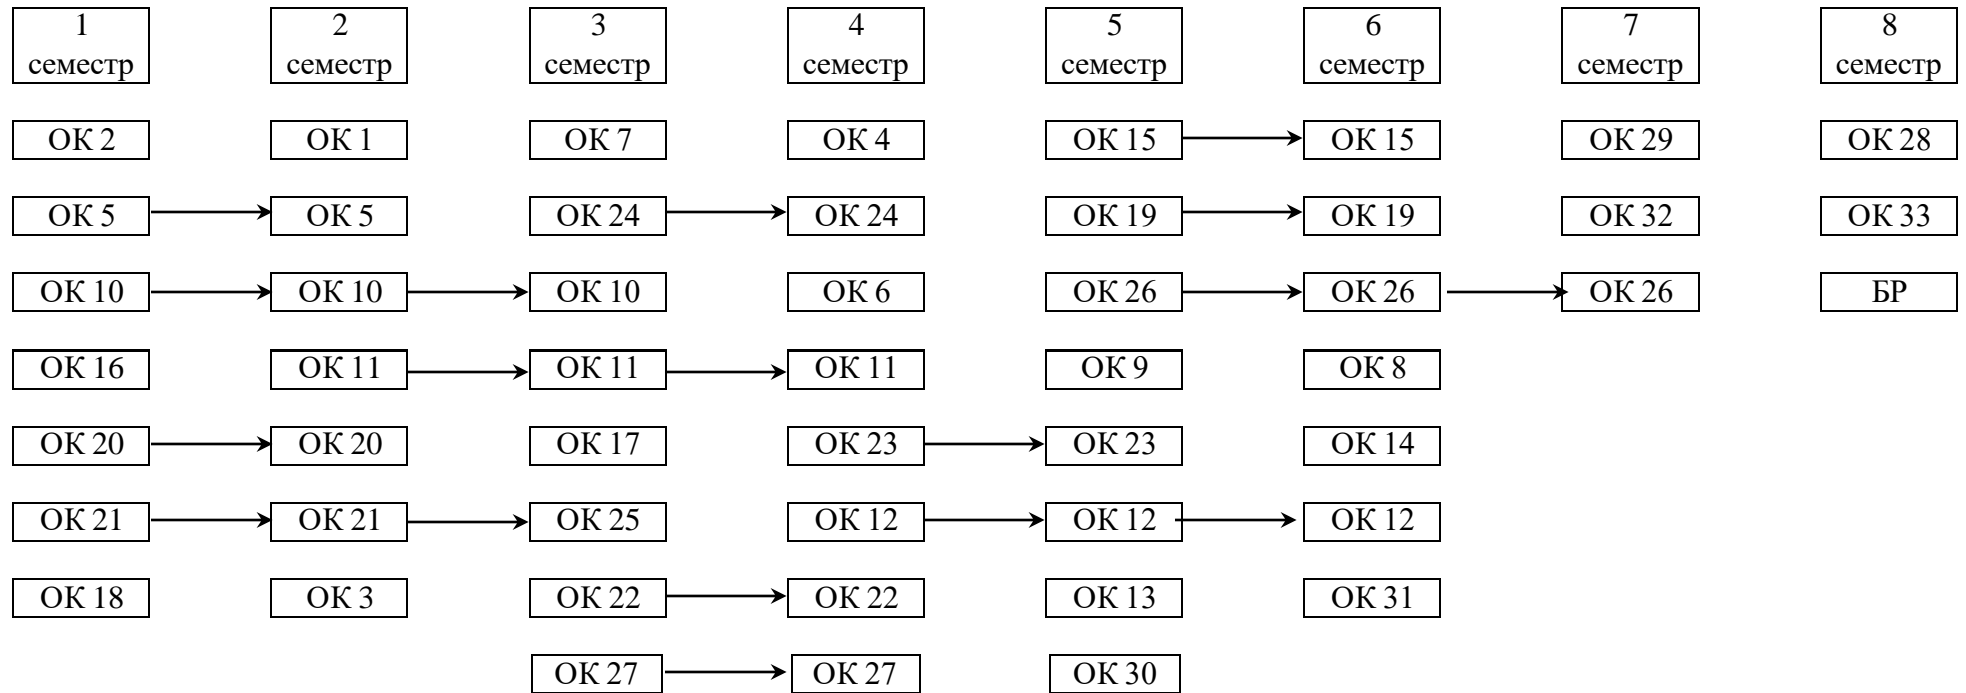 1 2 3 4 5 6 7 8
семестр семестр семестр семестр семестр семестр семестр семестр
ОК 2 ОК 1 ОК 7 ОК 4 ОК 15 ОК 15 ОК 29 ОК 28
ОК 5 ОК 5 ОК 24 ОК 24 ОК 19 ОК 19 ОК 32 ОК 33
ОК 10 ОК 10 ОК 10 ОК 6 ОК 26 ОК 26 ОК 26 БР
ОК 16 ОК 11 ОК 11 ОК 11 ОК 9 ОК 8
ОК 20 ОК 20 ОК 17 ОК 23 ОК 23 ОК 14
ОК 21 ОК 21 ОК 25 ОК 12 ОК 12 ОК 12
ОК 18 ОК 3 ОК 22 ОК 22 ОК 13 ОК 31
ОК 27 ОК 27 ОК 30